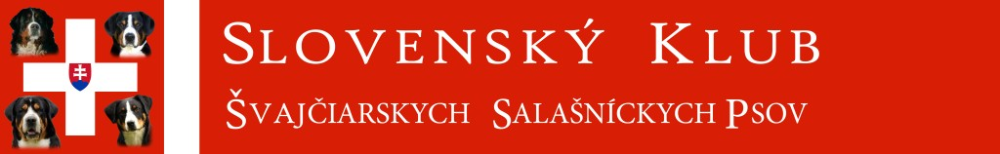 Slovenský Klub
Švajčiarskych Salašníckych Psov